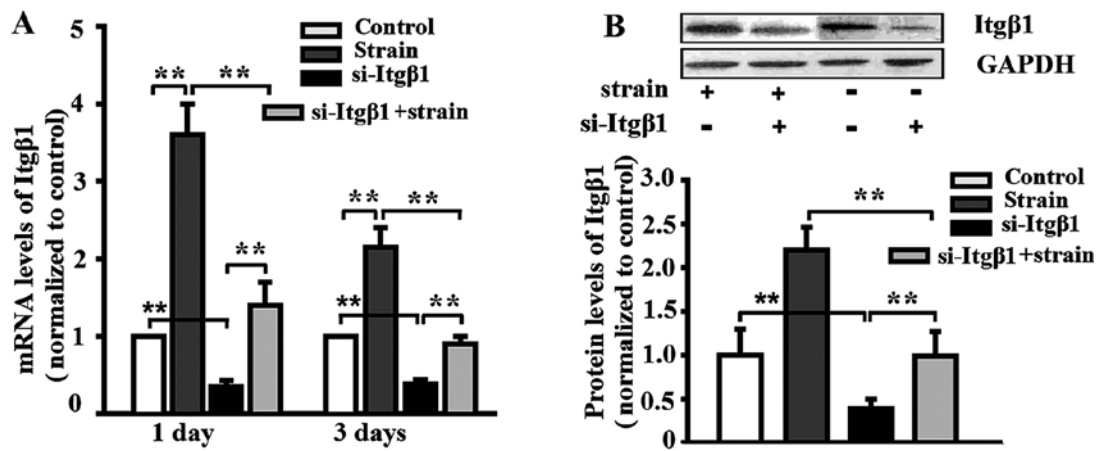 A
mRNA levels of Itgβ1
( normalized to control)
5
4
3
2
1
0
Control
Strain
si-Itgβ1
si-Itgβ1+strain
** **
** **
**
** **
**
1 day 3 days
B
Itgβ1
GAPDH
strain + + - -
si-Itgβ1 - + - +
Protein levels of Itgβ1
( normalized to control)
3.0
2.0
1.5
1.0
0.5
0
Control
Strain
si-Itgβ1
si-Itgβ1+strain
**
** **